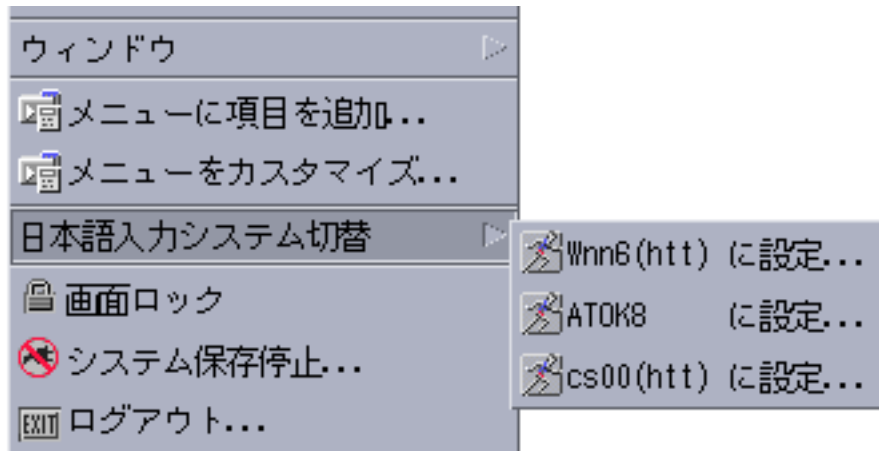 ウィンドウ
メニューに項目を追加...
メニューをカスタマイズ...
日本語入力システム切替
Wnn6(htt) に設定...
ATOK8 に設定...
cs00(htt) に設定...
画面ロック
システム保存停止...
EXIT ログアウト...